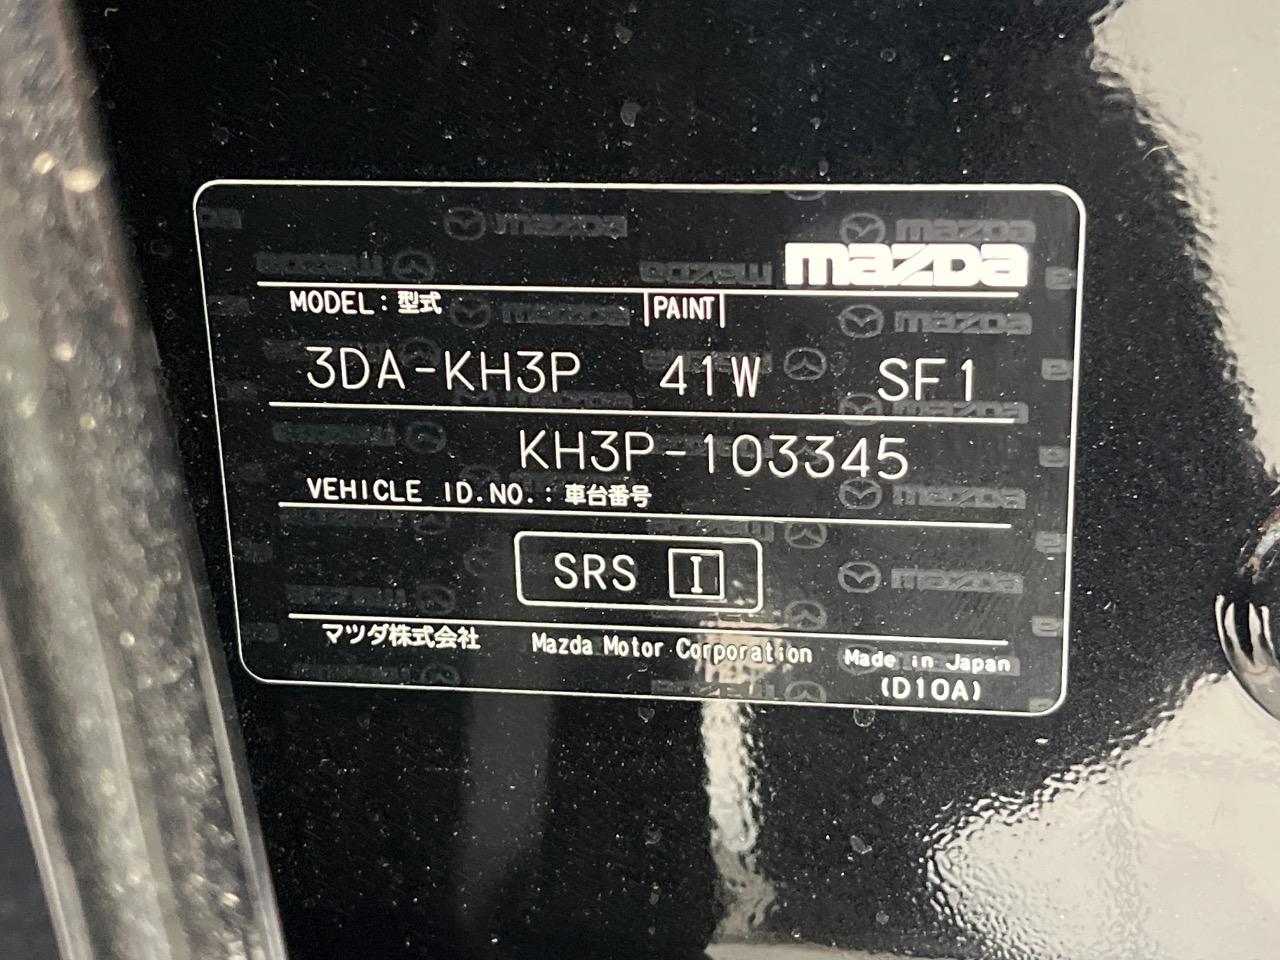 mazda
MODEL：型式 PAINT
3DA-KH3P 41W SF1
KH3P-103345
VEHICLE ID.NO.：車台番号
SRS I
マツダ株式会社 Mazda Motor Corporation Made in Japan
(D10A)